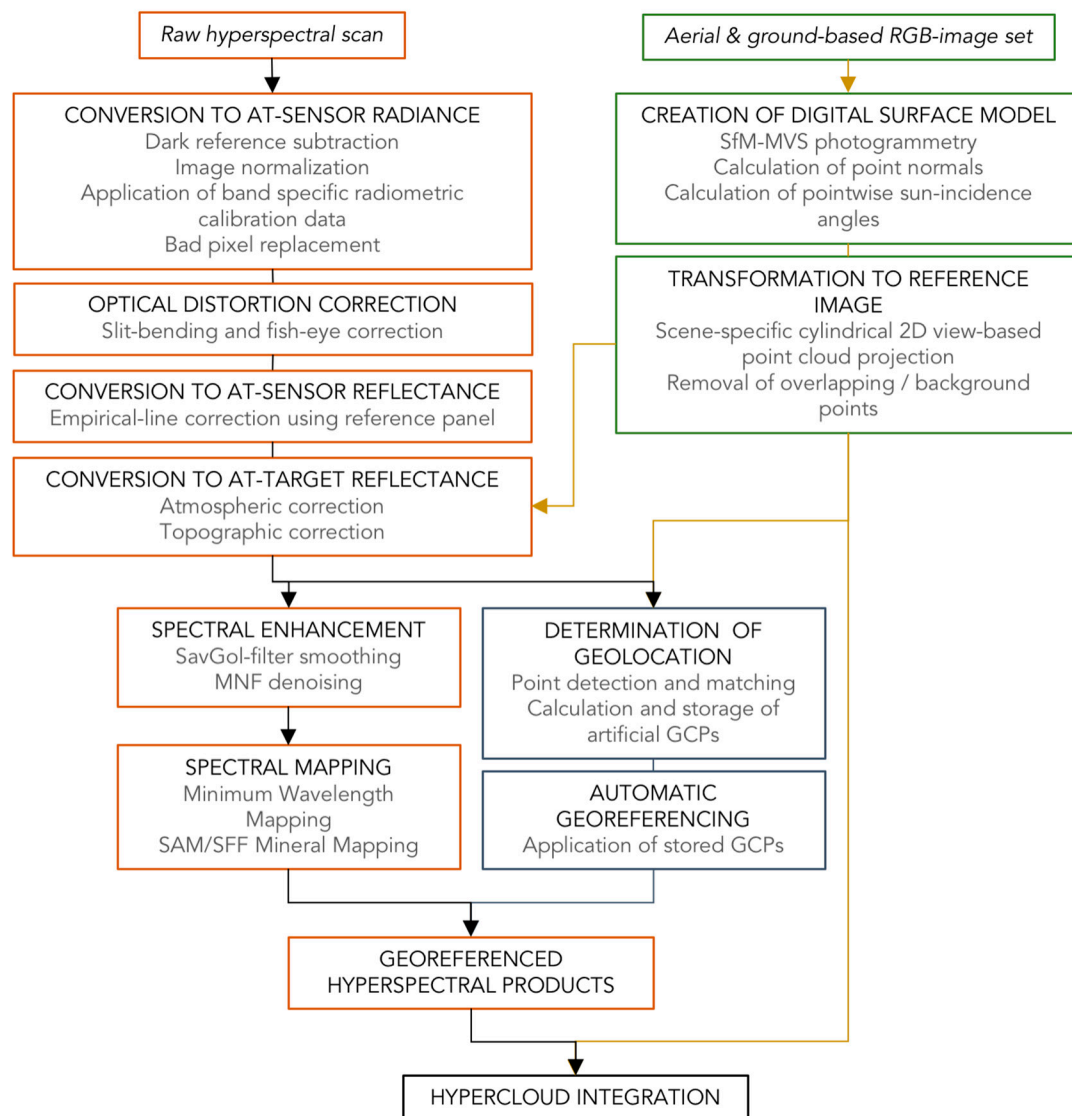 Raw hyperspectral scan
Aerial & ground-based RGB-image set
CONVERSION TO AT-SENSOR RADIANCE
Dark reference subtraction
Image normalization
Application of band specific radiometric
calibration data
Bad pixel replacement
CREATION OF DIGITAL SURFACE MODEL
SfM-MVS photogrammetry
Calculation of point normals
Calculation of pointwise sun-incidence
angles
OPTICAL DISTORTION CORRECTION
Slit-bending and fish-eye correction
TRANSFORMATION TO REFERENCE
IMAGE
Scene-specific cylindrical 2D view-based
point cloud projection
Removal of overlapping / background
points
CONVERSION TO AT-SENSOR REFLECTANCE
Empirical-line correction using reference panel
CONVERSION TO AT-TARGET REFLECTANCE
Atmospheric correction
Topographic correction
SPECTRAL ENHANCEMENT
SavGol-filter smoothing
MNF denoising
DETERMINATION OF
GEOLOCATION
Point detection and matching
Calculation and storage of
artificial GCPs
SPECTRAL MAPPING
Minimum Wavelength
Mapping
SAM/SFF Mineral Mapping
AUTOMATIC
GEOREFERENCING
Application of stored GCPs
GEOREFERENCED
HYPERSPECTRAL PRODUCTS
HYPERCLOUD INTEGRATION